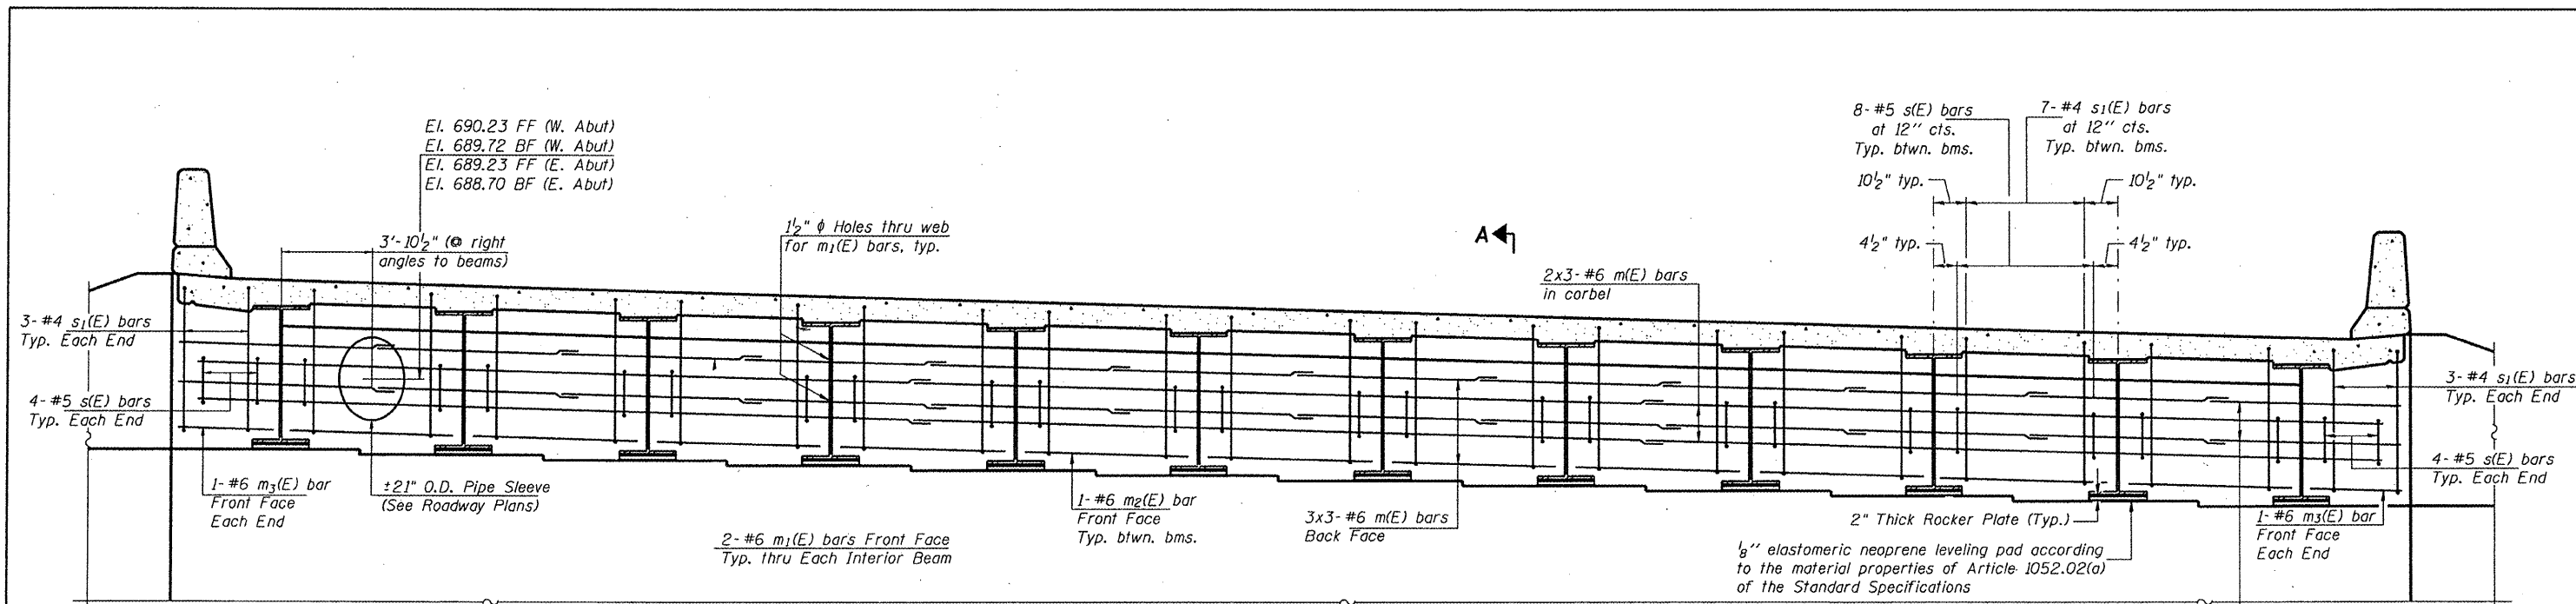 El. 690.23 FF (W. Abut)
El. 689.72 BF (W. Abut)
El. 689.23 FF (E. Abut)
El. 688.70 BF (E. Abut)
3'-10½" (@ right
angles to beams)
1½" ϕ Holes thru web
for m₁(E) bars, typ.
A
2x3- #6 m(E) bars
in corbel
8- #5 s(E) bars
at 12" cts.
Typ. btwn. bms.
7- #4 s₁(E) bars
at 12" cts.
Typ. btwn. bms.
10½" typ.
10½" typ.
4½" typ.
4½" typ.
3- #4 s₁(E) bars
Typ. Each End
4- #5 s(E) bars
Typ. Each End
1- #6 m₃(E) bar
Front Face
Each End
±21" O.D. Pipe Sleeve
(See Roadway Plans)
2- #6 m₁(E) bars Front Face
Typ. thru Each Interior Beam
1- #6 m₂(E) bar
Front Face
Typ. btwn. bms.
3x3- #6 m(E) bars
Back Face
2" Thick Rocker Plate (Typ.)
⅛" elastomeric neoprene leveling pad according
to the material properties of Article 1052.02(a)
of the Standard Specifications
3- #4 s₁(E) bars
Typ. Each End
4- #5 s(E) bars
Typ. Each End
1- #6 m₃(E) bar
Front Face
Each End